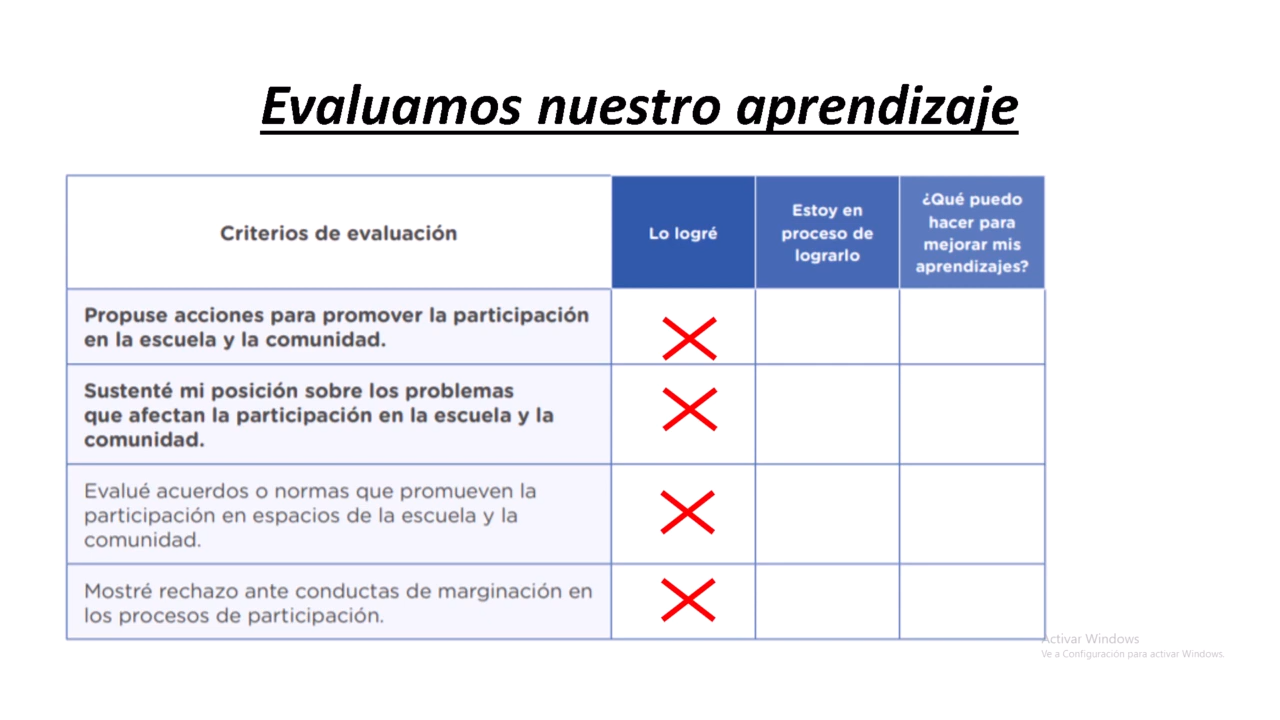 Evaluamos nuestro aprendizaje
Criterios de evaluación
Lo logré
Estoy en
proceso de
lograrlo
¿Qué puedo
hacer para
mejorar mis
aprendizajes?
Propuse acciones para promover la participación
en la escuela y la comunidad.
Sustenté mi posición sobre los problemas
que afectan la participación en la escuela y la
comunidad.
Evalué acuerdos o normas que promueven la
participación en espacios de la escuela y la
comunidad.
Mostré rechazo ante conductas de marginación en
los procesos de participación.
Activar Windows
Ve a Configuración para activar Windows.